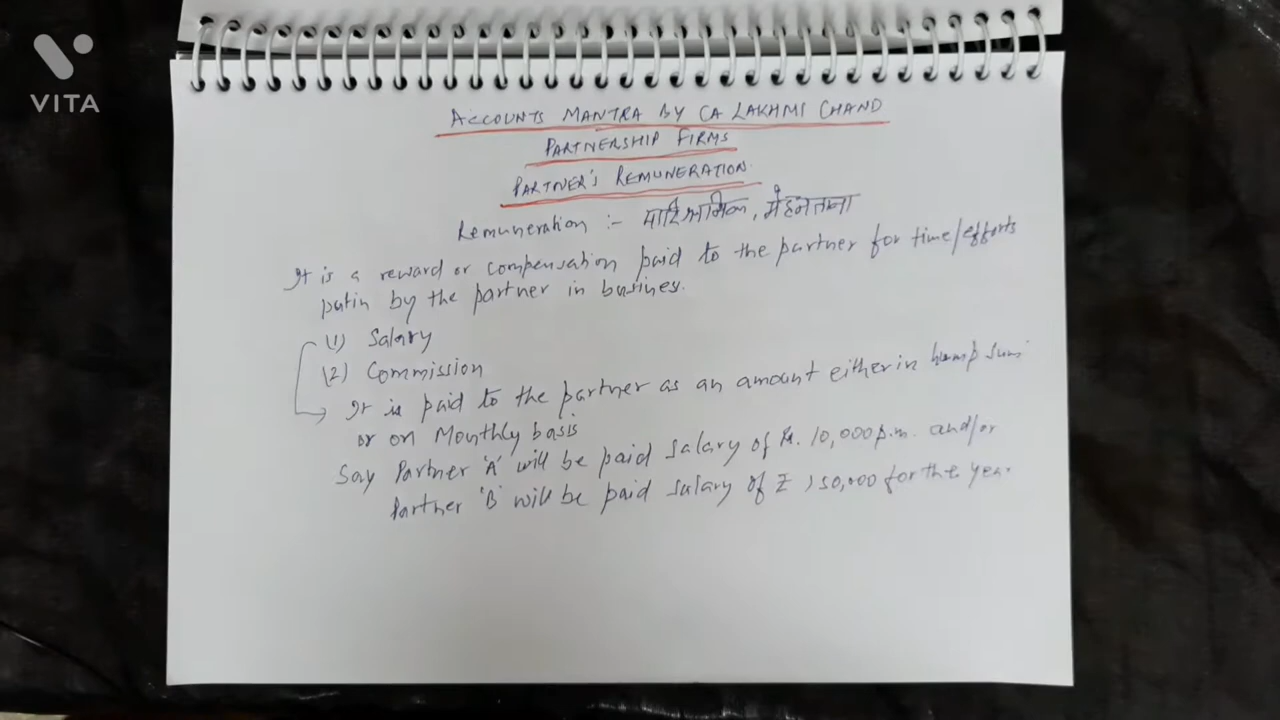 VITA
ACCOUNTS MANTRA BY CA LAKHMI CHAND
PARTNERSHIP FIRMS
PARTNER'S REMUNERATION
Remuneration :- पारिश्रमिक, मेहनताना
It is a reward or compensation paid to the partner for time/efforts
putin by the partner in busines.
(1) Salary
(2) Commission
It is paid to the partner as an amount either in lump sum
or on Monthly basis
Say Partner 'A' will be paid salary of Rs. 10,000 p.m. and/or
Partner 'B' will be paid salary of ₹ 150,000 for the year.